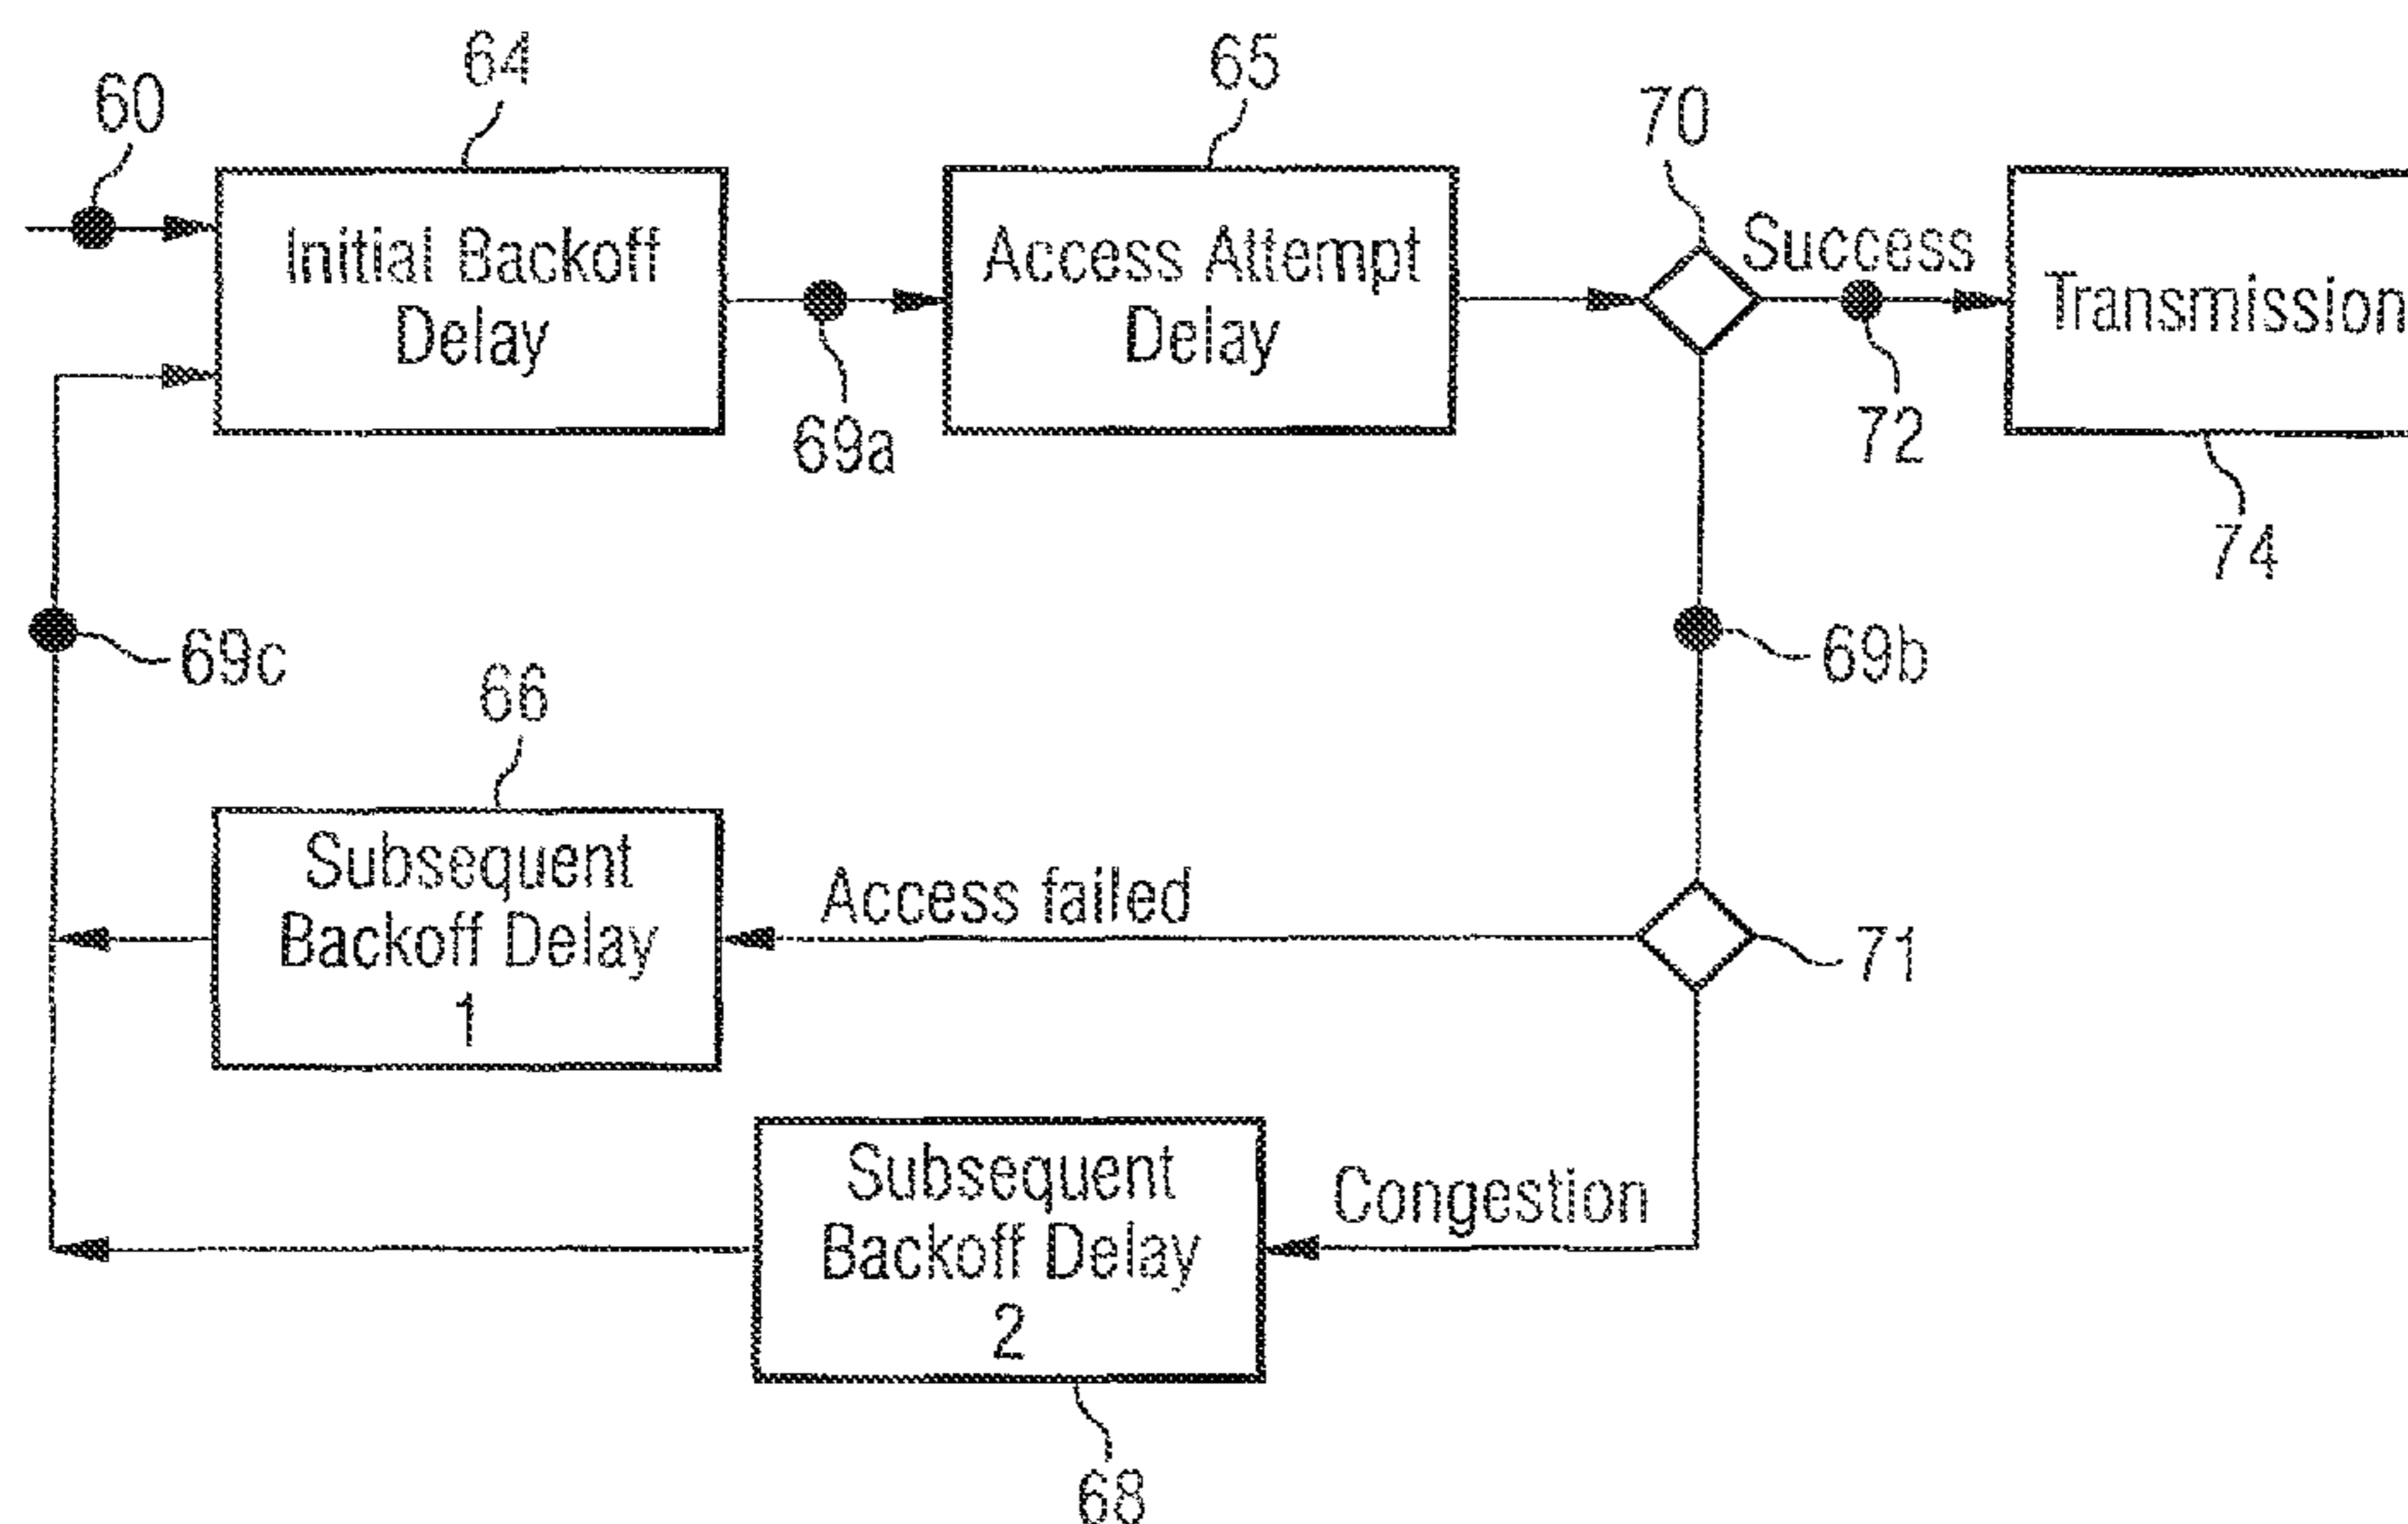 60
64
65
70
Initial Backoff
Delay
Access Attempt
Delay
Success
Transmission
69a
72
74
69c
69b
66
Subsequent
Backoff Delay
1
Access failed
71
Subsequent
Backoff Delay
2
Congestion
68